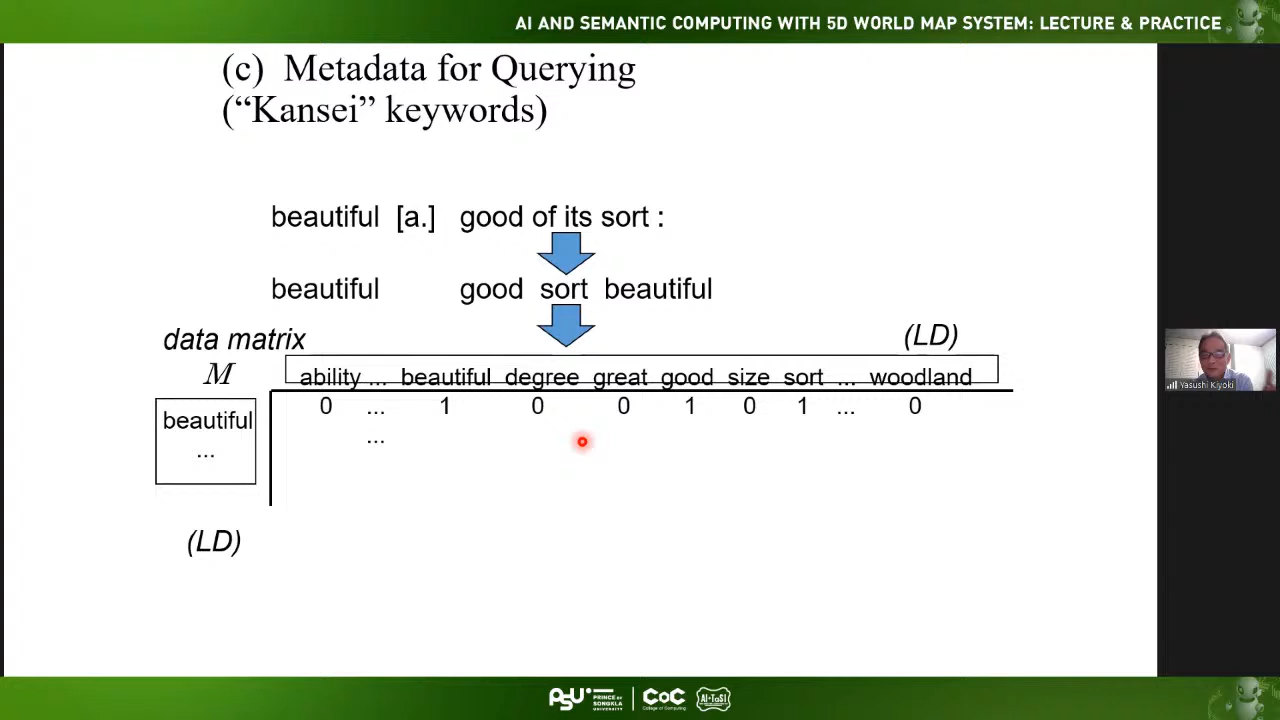 AI AND SEMANTIC COMPUTING WITH 5D WORLD MAP SYSTEM: LECTURE & PRACTICE
(c) Metadata for Querying
(“Kansei” keywords)
beautiful [a.] good of its sort :
beautiful good sort beautiful
data matrix (LD)
M
ability ... beautiful degree great good size sort ... woodland
beautiful 0 ... 1 0 0 1 0 1 ... 0
... ...
(LD)
Yasushi Kiyoki
PSU PRINCE OF SONGKLA UNIVERSITY CoC College of Computing AI-TaSI